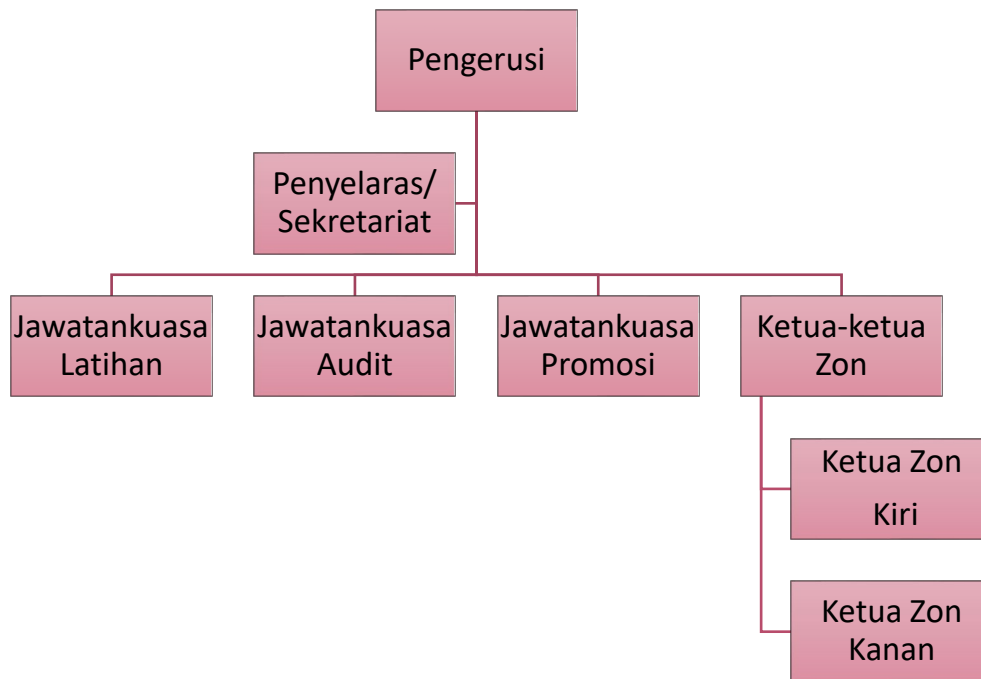 Pengerusi
Penyelaras/
Sekretariat
Jawatankuasa
Latihan
Jawatankuasa
Audit
Jawatankuasa
Promosi
Ketua-ketua
Zon
Ketua Zon
Kiri
Ketua Zon
Kanan